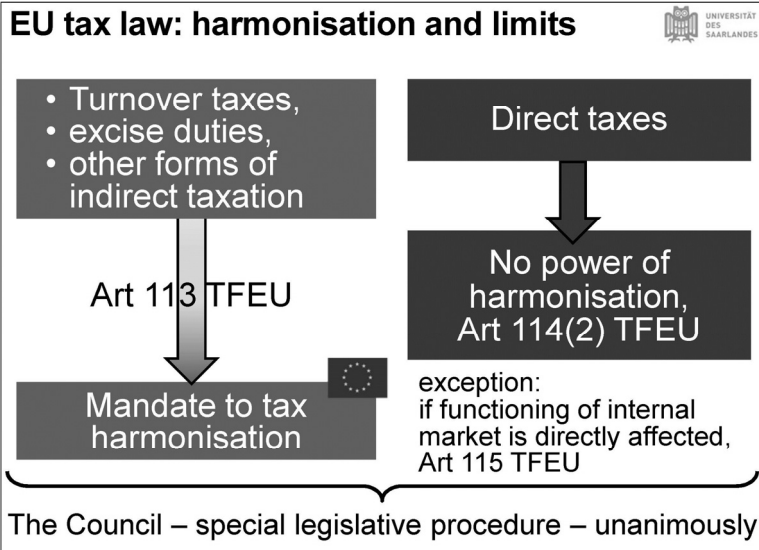 EU tax law: harmonisation and limits
UNIVERSITÄT
DES
SAARLANDES
• Turnover taxes,
• excise duties,
• other forms of
indirect taxation
Art 113 TFEU
Mandate to tax
harmonisation
Direct taxes
No power of
harmonisation,
Art 114(2) TFEU
exception:
if functioning of internal
market is directly affected,
Art 115 TFEU
The Council – special legislative procedure – unanimously